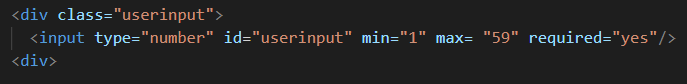 <div class="userinput">
<input type="number" id="userinput" min="1" max= "59" required="yes"/>
<div>